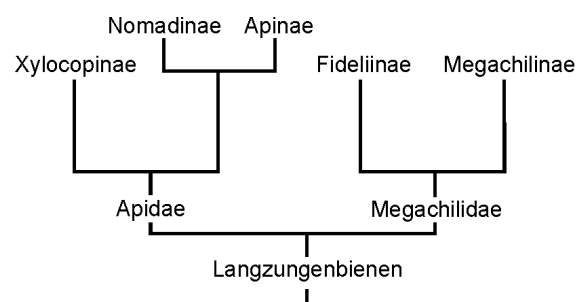 Nomadinae Apinae
Xylocopinae Fideliinae Megachilinae
Apidae Megachilidae
Langzungenbienen